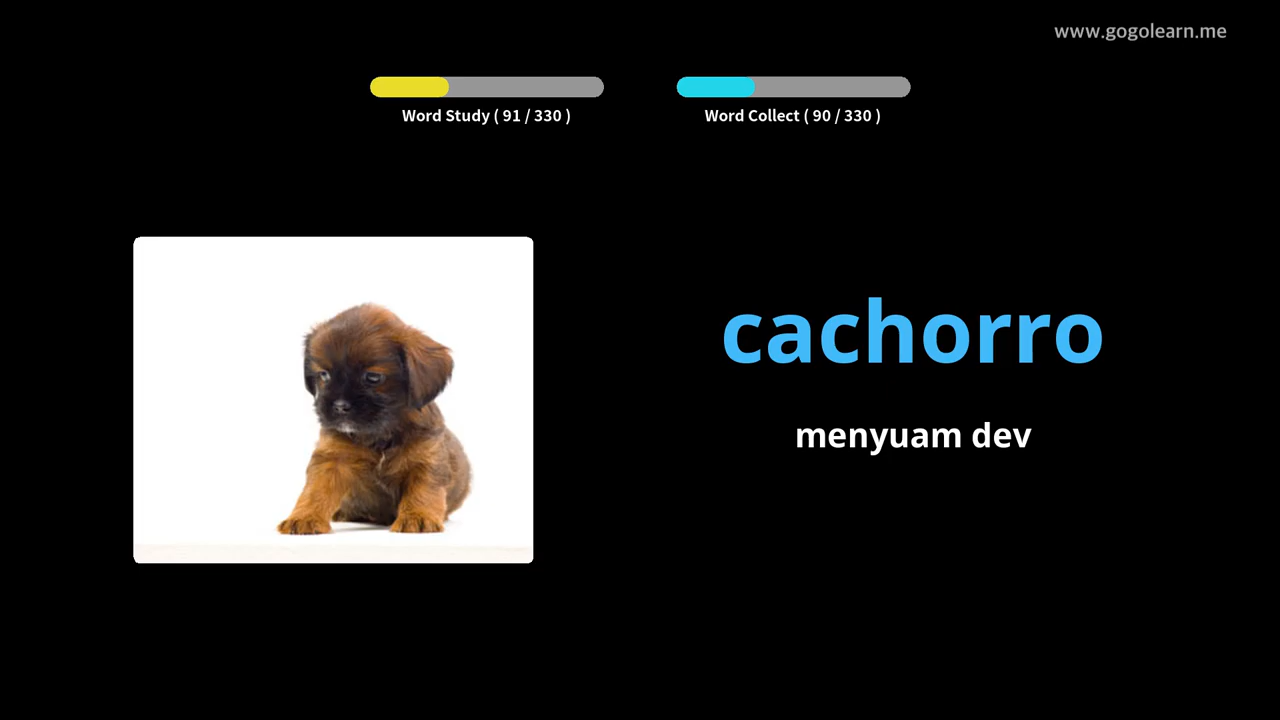 www.gogolearn.me
Word Study ( 91 / 330 )
Word Collect ( 90 / 330 )
cachorro
menyuam dev